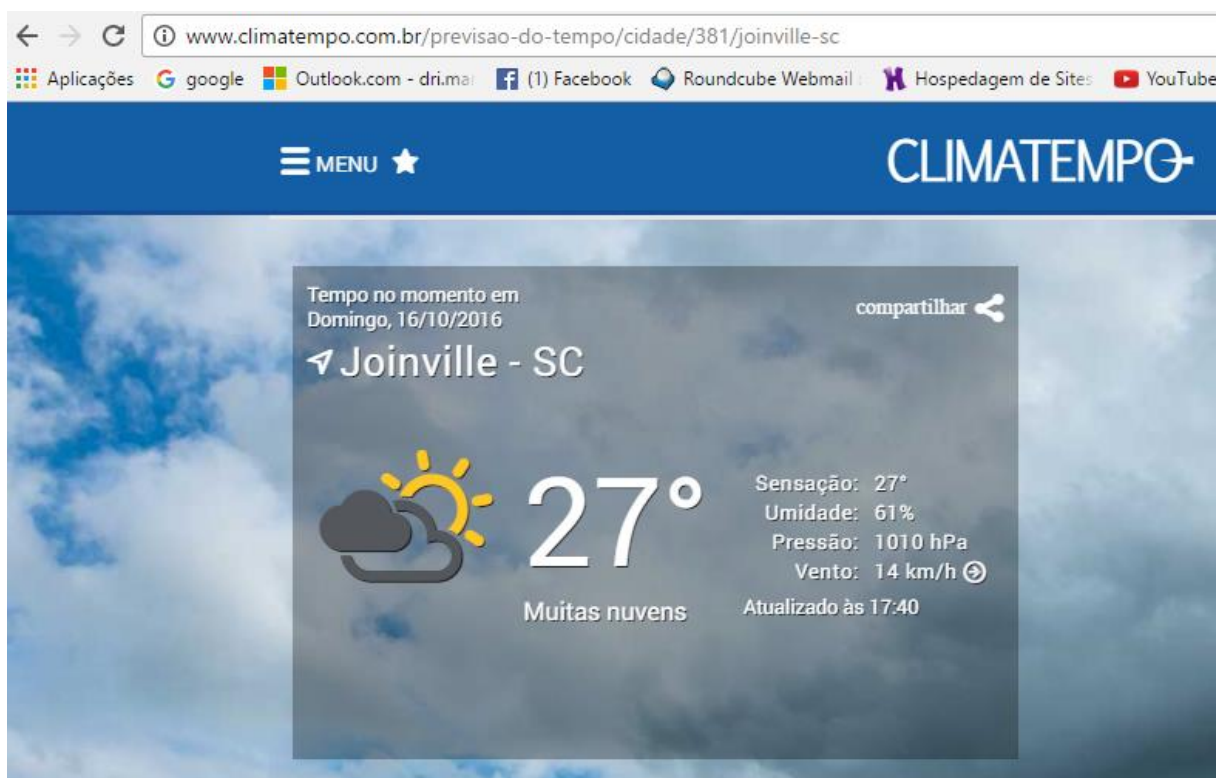 www.climatempo.com.br/previsao-do-tempo/cidade/381/joinville-sc
Aplicações google Outlook.com - dri.ma (1) Facebook Roundcube Webmail Hospedagem de Sites YouTube
MENU CLIMATEMPO
Tempo no momento em
Domingo, 16/10/2016
compartilhar
Joinville - SC
27°
Muitas nuvens
Sensação: 27°
Umidade: 61%
Pressão: 1010 hPa
Vento: 14 km/h
Atualizado às 17:40